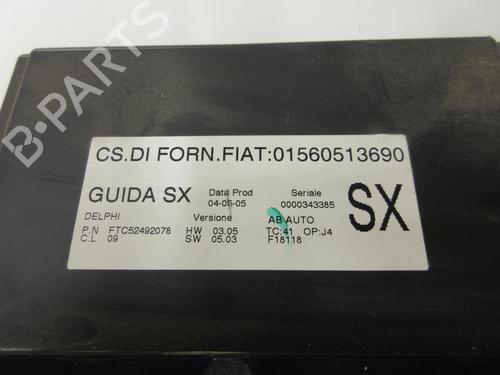 B-PARTS
CS.DI FORN.FIAT:01560513690
GUIDA SX Data Prod Seriale SX
04-05-05 0000343385
DELPHI Versione AB AUTO
P.N FTC52492078 HW 03.05 TC:41 OP:J4
C.L 09 SW 05.03 F18118